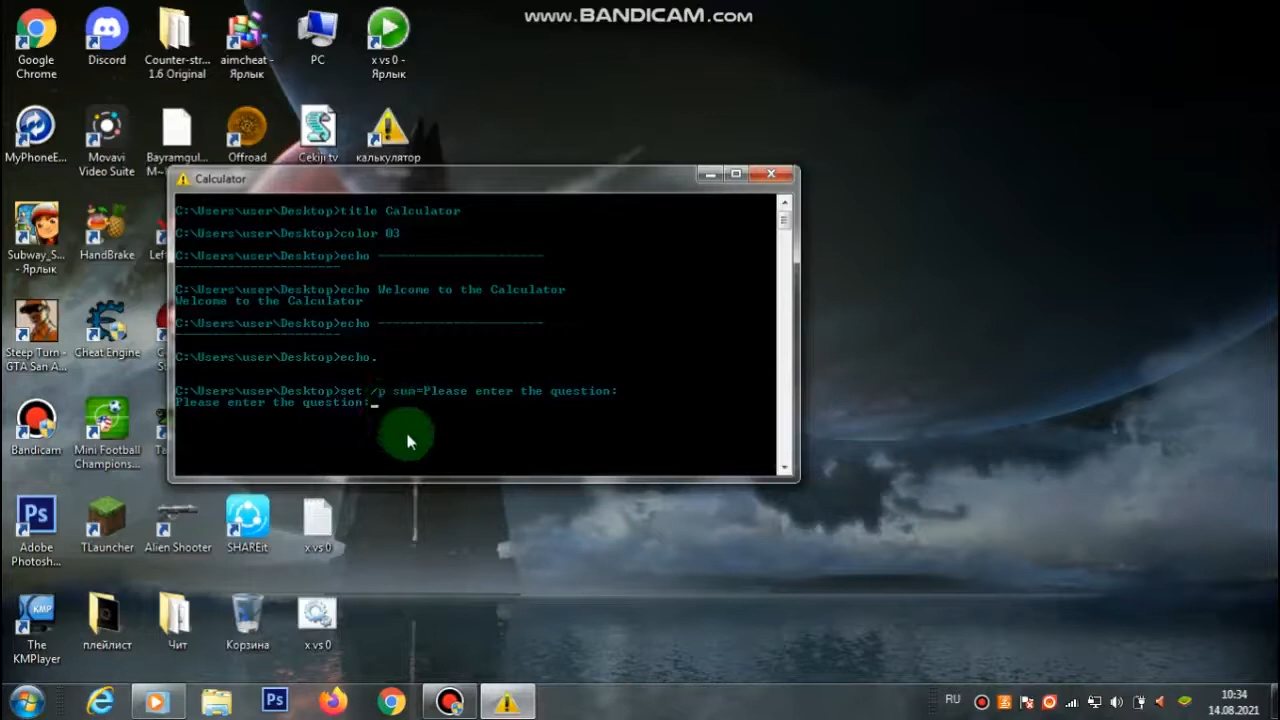 www.BANDICAM.com
Google
Chrome
Discord
Counter-str...
1.6 Original
aimcheat -
Ярлык
PC
x vs 0 -
Ярлык
MyPhoneE...
Movavi
Video Suite
Bayramgul...
Offroad
Cekiji tv
калькулятор
Calculator
C:\Users\user\Desktop>title Calculator
C:\Users\user\Desktop>color 03
C:\Users\user\Desktop>echo ----------------------
----------------------
C:\Users\user\Desktop>echo Welcome to the Calculator
Welcome to the Calculator
C:\Users\user\Desktop>echo ----------------------
----------------------
C:\Users\user\Desktop>echo.
C:\Users\user\Desktop>set /p sum=Please enter the question:
Please enter the question:
Subway_S...
- Ярлык
HandBrake
Steep Turn -
GTA San A...
Cheat Engine
Bandicam
Mini Football
Champions...
Ps
Adobe
Photosh...
TLauncher
Alien Shooter
SHAREit
x vs 0
KMP
The
KMPlayer
плейлист
Чит
Корзина
x vs 0
Ps
RU
10:34
14.08.2021